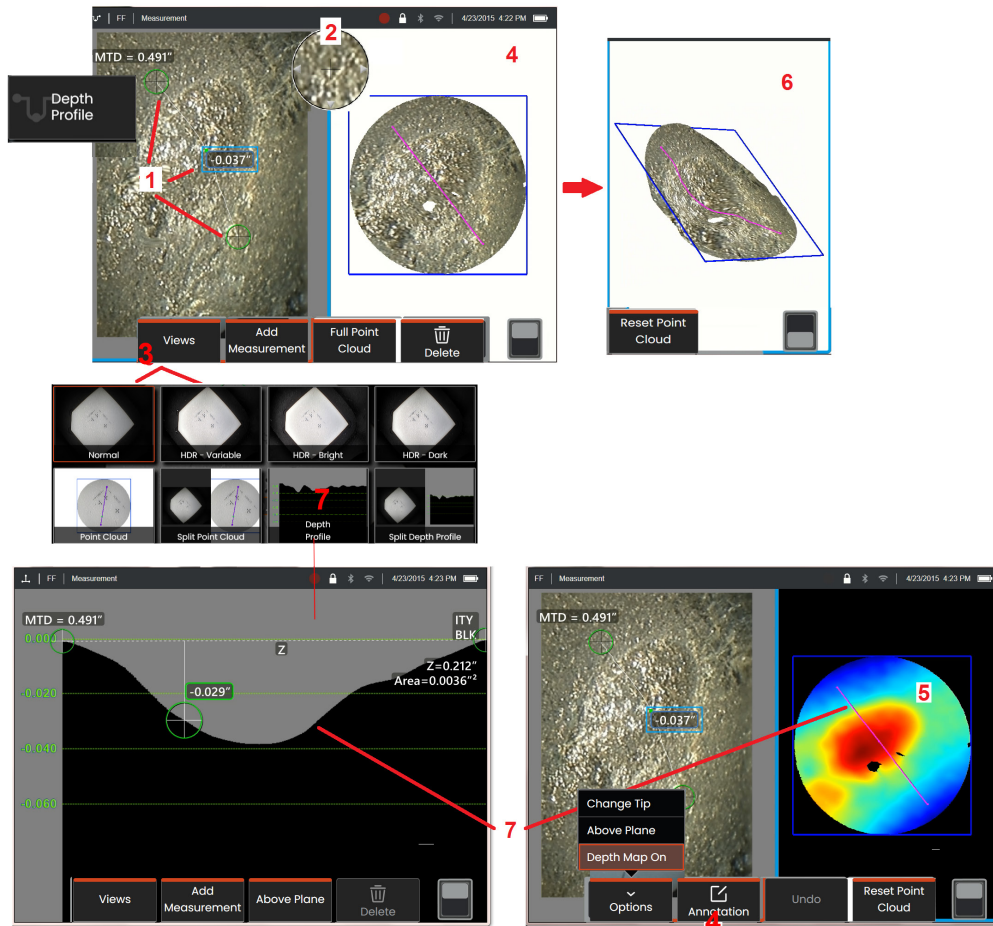 FF | Measurement
4/23/2015 4:22 PM
MTD = 0.491"
2
4
Depth
Profile
-0.037"
1
Views
Add
Measurement
Full Point
Cloud
Delete
6
Reset Point
Cloud
3
Normal
HDR - Variable
HDR - Bright
HDR - Dark
Point Cloud
Split Point Cloud
7
Depth
Profile
Split Depth Profile
FF | Measurement
4/23/2015 4:23 PM
MTD = 0.491"
ITY
BLK
0.000
Z
Z=0.212"
Area=0.0036"²
-0.020
-0.029"
-0.040
-0.060
Views
Add
Measurement
Above Plane
Delete
7
FF | Measurement
4/23/2015 4:23 PM
MTD = 0.491"
5
-0.037"
Change Tip
Above Plane
Depth Map On
Options
Annotation
4
Undo
Reset Point
Cloud